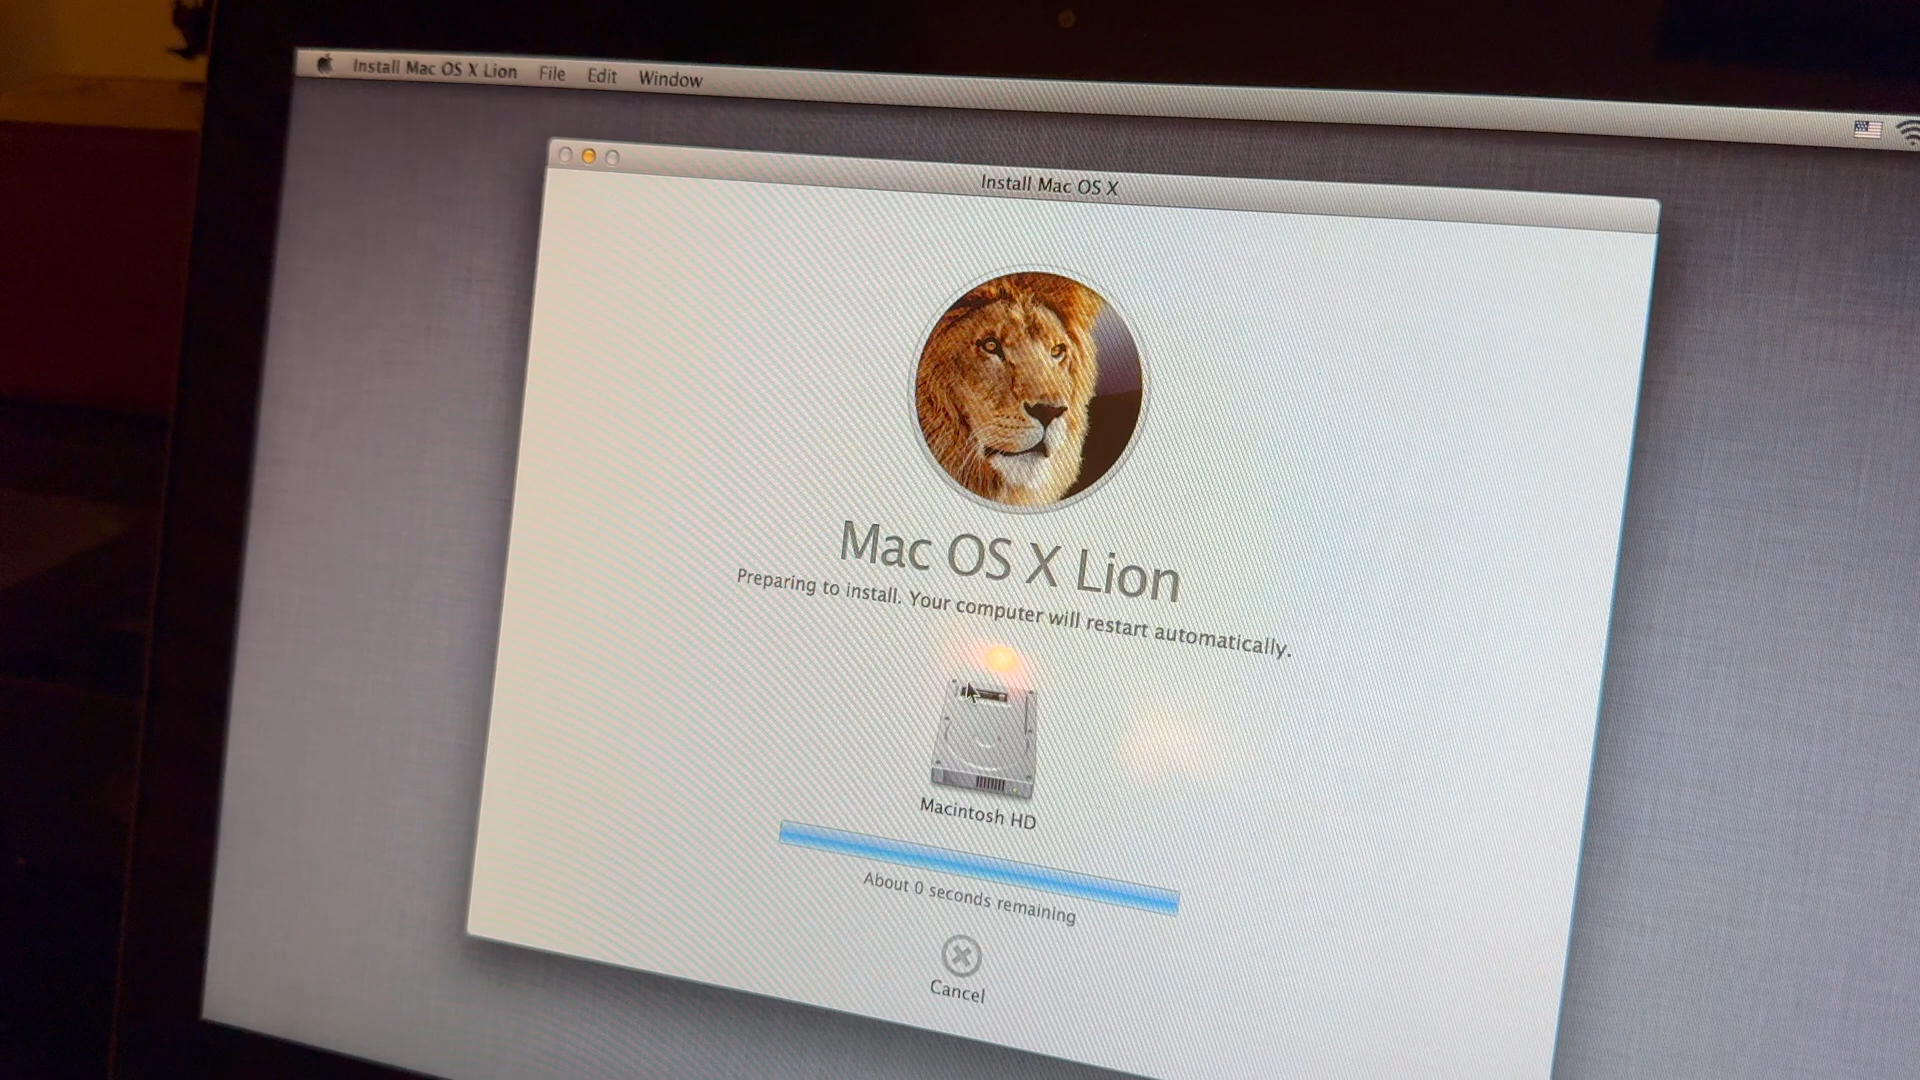 Install Mac OS X Lion File Edit Window
Install Mac OS X
Mac OS X Lion
Preparing to install. Your computer will restart automatically.
Macintosh HD
About 0 seconds remaining
Cancel